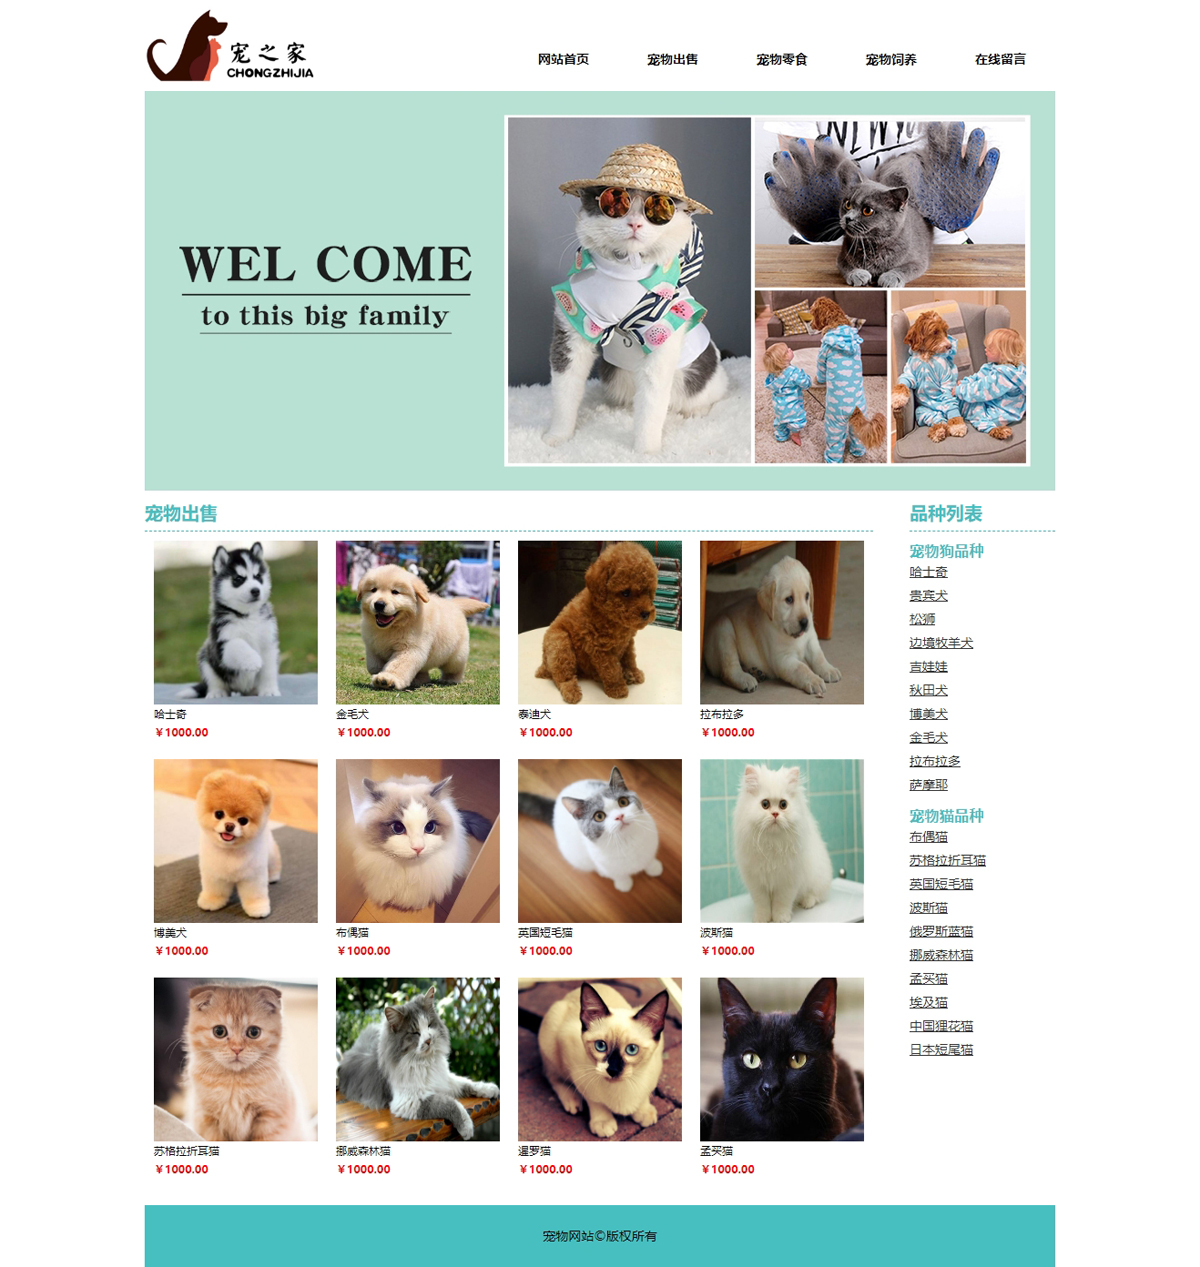 宠之家
CHONGZHIJIA
网站首页 宠物出售 宠物零食 宠物饲养 在线留言
NEW YO
WEL COME
to this big family
宠物出售
哈士奇 金毛犬 泰迪犬 拉布拉多
￥1000.00 ￥1000.00 ￥1000.00 ￥1000.00
博美犬 布偶猫 英国短毛猫 波斯猫
￥1000.00 ￥1000.00 ￥1000.00 ￥1000.00
苏格拉折耳猫 挪威森林猫 暹罗猫 孟买猫
￥1000.00 ￥1000.00 ￥1000.00 ￥1000.00
品种列表
宠物狗品种
哈士奇
贵宾犬
松狮
边境牧羊犬
吉娃娃
秋田犬
博美犬
金毛犬
拉布拉多
萨摩耶
宠物猫品种
布偶猫
苏格拉折耳猫
英国短毛猫
波斯猫
俄罗斯蓝猫
挪威森林猫
孟买猫
埃及猫
中国狸花猫
日本短尾猫
宠物网站©版权所有